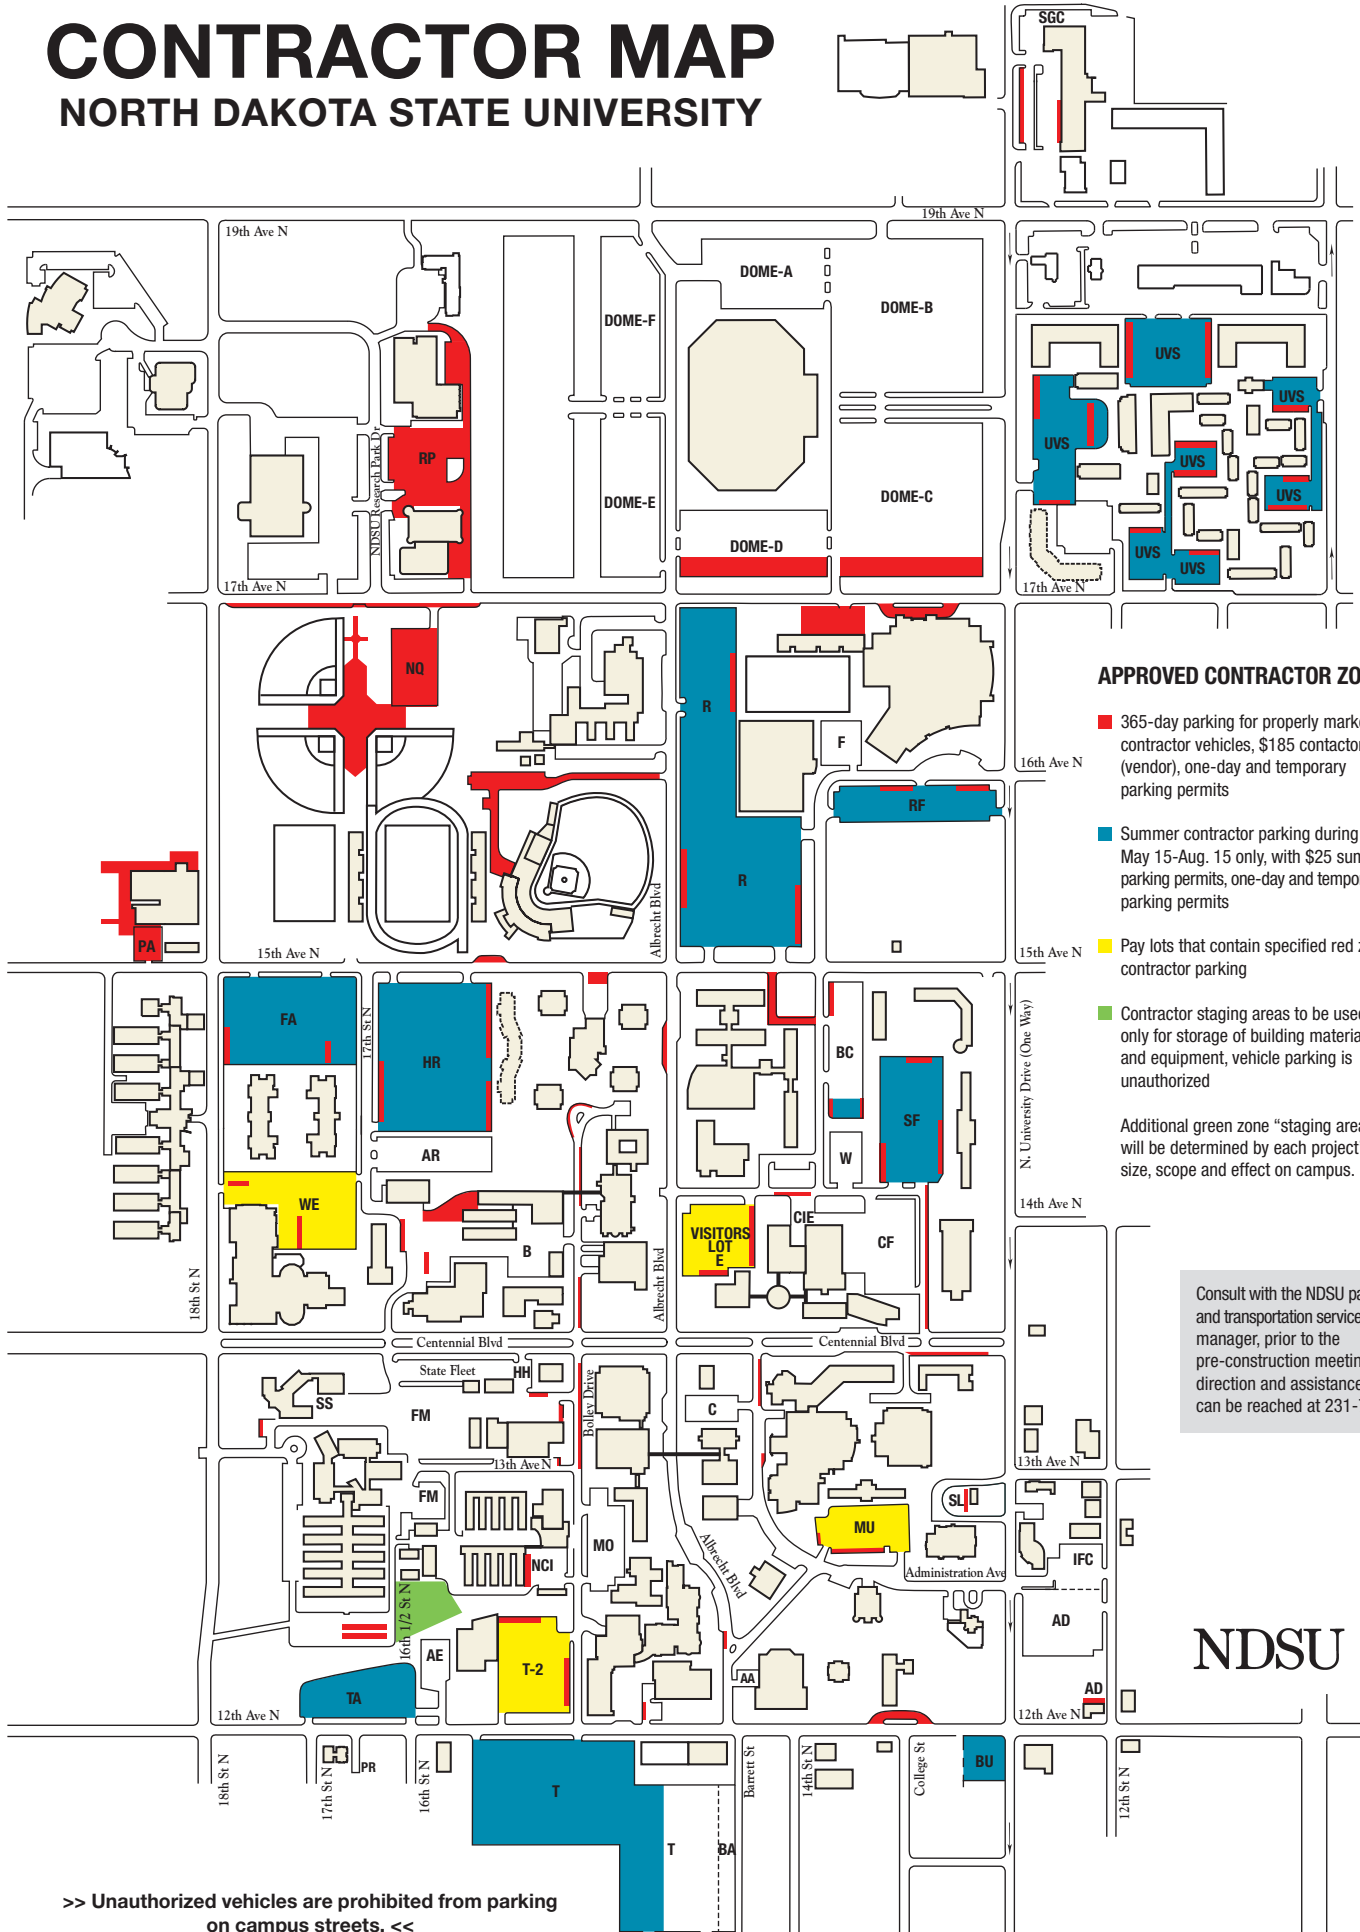 CONTRACTOR MAP
NORTH DAKOTA STATE UNIVERSITY
SGC
19th Ave N
19th Ave N
DOME-A
DOME-B
DOME-F
UVS
UVS
UVS
UVS
UVS
UVS
UVS
RP
NDSU Research Park Dr
DOME-E
DOME-C
DOME-D
17th Ave N
17th Ave N
NQ
R
F
16th Ave N
RF
R
Albrecht Blvd
PA
15th Ave N
15th Ave N
APPROVED CONTRACTOR ZO
365-day parking for properly marke
contractor vehicles, $185 contactor
(vendor), one-day and temporary
parking permits
Summer contractor parking during
May 15-Aug. 15 only, with $25 sum
parking permits, one-day and tempor
parking permits
Pay lots that contain specified red z
contractor parking
Contractor staging areas to be used
only for storage of building material
and equipment, vehicle parking is
unauthorized
Additional green zone “staging area
will be determined by each project
size, scope and effect on campus.
FA
17th St N
HR
BC
SF
N. University Drive (One Way)
AR
W
WE
14th Ave N
VISITORS
LOT
E
CIE
CF
B
18th St N
Albrecht Blvd
Centennial Blvd
Centennial Blvd
Consult with the NDSU pa
and transportation service
manager, prior to the
pre-construction meetin
direction and assistance
can be reached at 231-7
State Fleet
HH
SS
FM
Bolley Drive
C
13th Ave N
13th Ave N
FM
SL
MU
MO
NCI
Albrecht Blvd
IFC
Administration Ave
16th 1/2 St N
AD
AE
T-2
AA
TA
AD
NDSU
12th Ave N
12th Ave N
18th St N
17th St N
PR
16th St N
T
Barrett St
14th St N
College St
BU
12th St N
T
BA
>> Unauthorized vehicles are prohibited from parking
on campus streets. <<